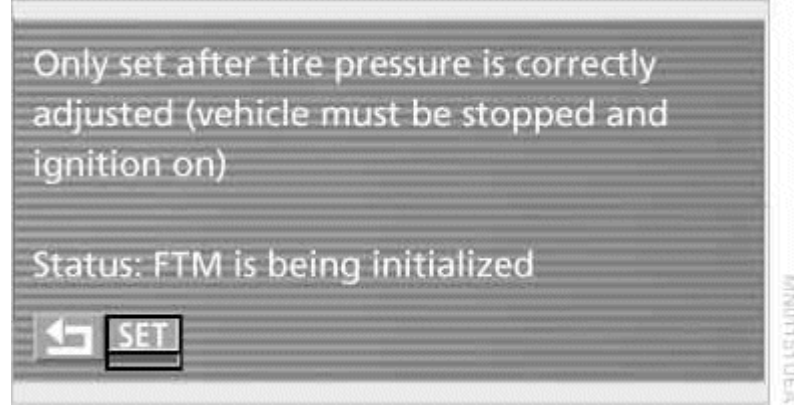 Only set after tire pressure is correctly
adjusted (vehicle must be stopped and
ignition on)
Status: FTM is being initialized
SET